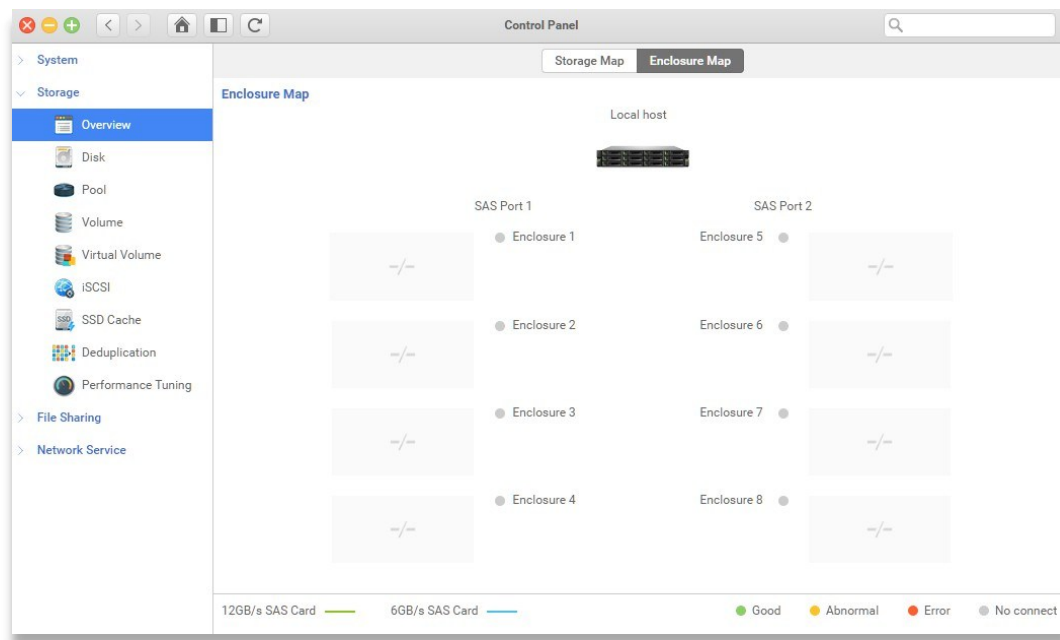 Control Panel
System
Storage Map
Enclosure Map
Storage
Enclosure Map
Local host
Overview
Disk
Pool
SAS Port 1
SAS Port 2
Volume
Enclosure 1
Enclosure 5
Virtual Volume
-/-
-/-
iSCSI
SSD Cache
Enclosure 2
Enclosure 6
Deduplication
-/-
-/-
Performance Tuning
File Sharing
Enclosure 3
Enclosure 7
Network Service
-/-
-/-
Enclosure 4
Enclosure 8
-/-
-/-
12GB/s SAS Card
6GB/s SAS Card
Good
Abnormal
Error
No connect